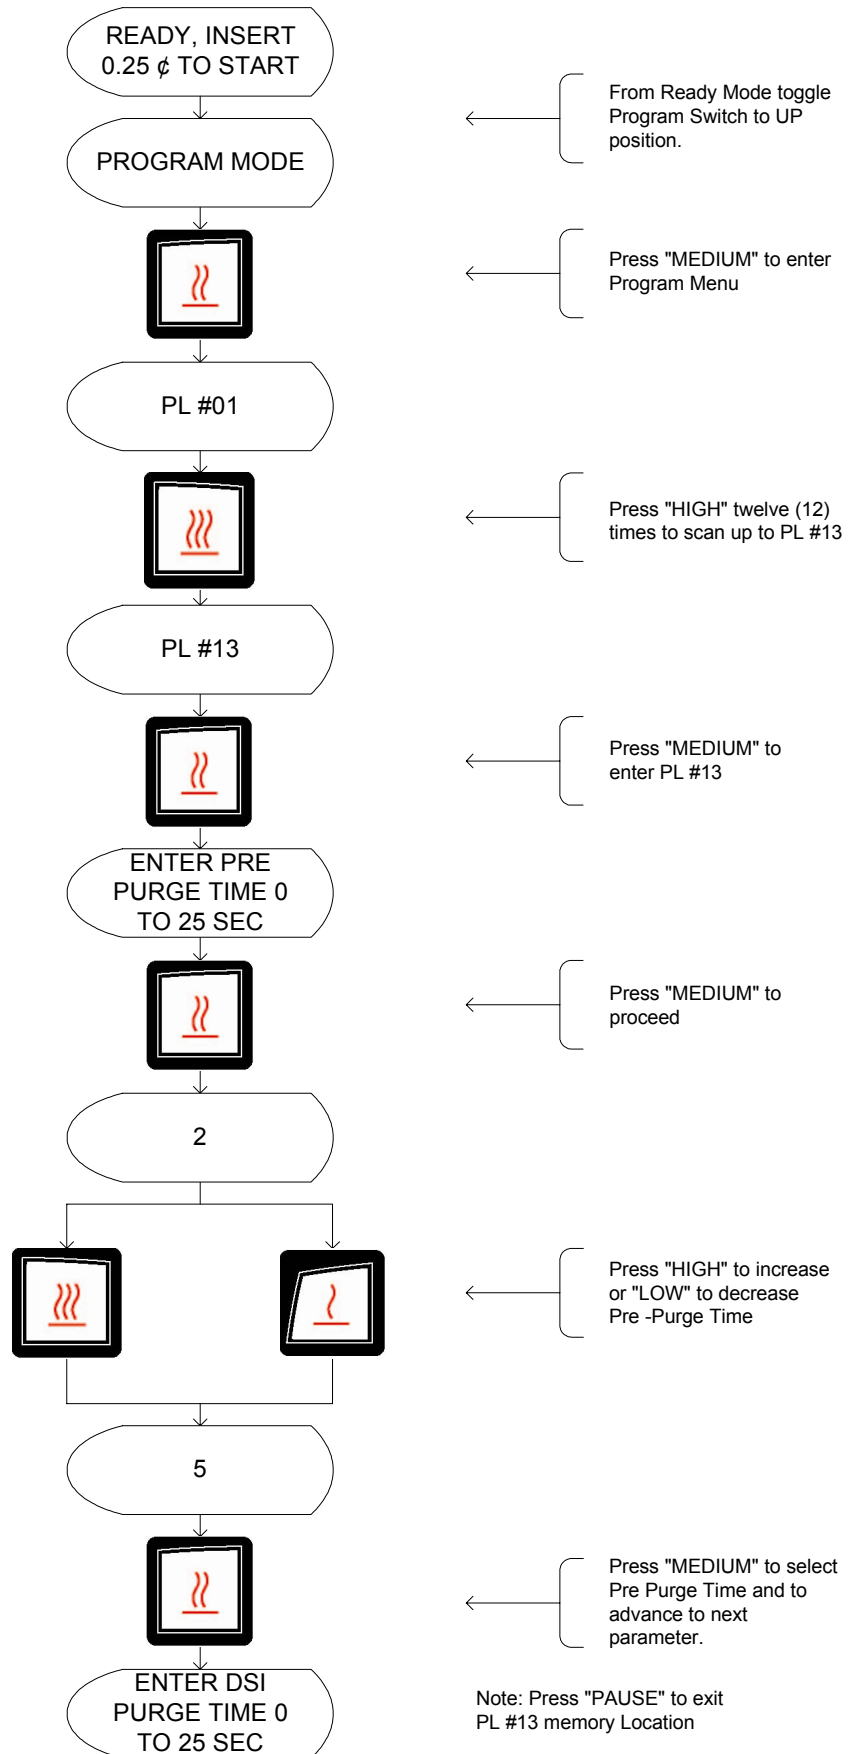 READY, INSERT
0.25 ¢ TO START
From Ready Mode toggle
Program Switch to UP
position.
PROGRAM MODE
Press "MEDIUM" to enter
Program Menu
PL #01
Press "HIGH" twelve (12)
times to scan up to PL #13
PL #13
Press "MEDIUM" to
enter PL #13
ENTER PRE
PURGE TIME 0
TO 25 SEC
Press "MEDIUM" to
proceed
2
Press "HIGH" to increase
or "LOW" to decrease
Pre -Purge Time
5
Press "MEDIUM" to select
Pre Purge Time and to
advance to next
parameter.
ENTER DSI
PURGE TIME 0
TO 25 SEC
Note: Press "PAUSE" to exit
PL #13 memory Location